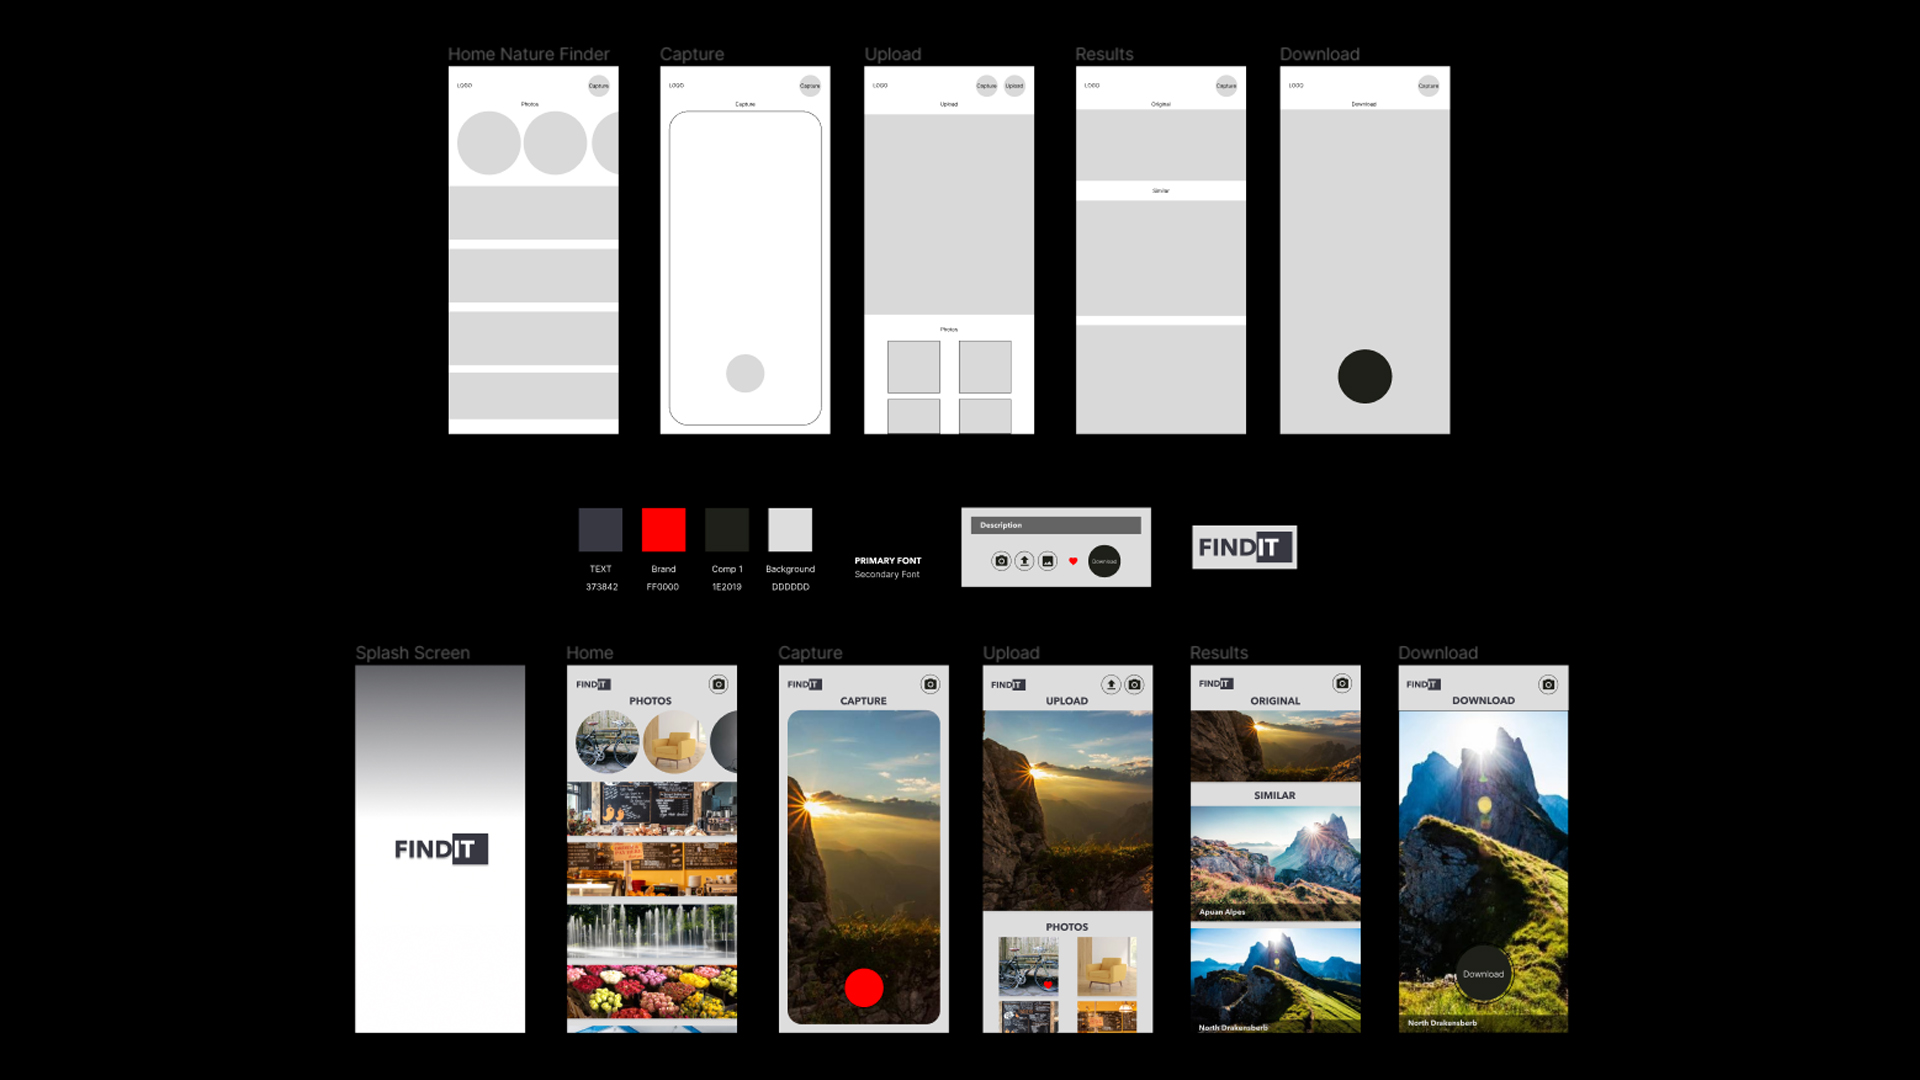 Home Nature Finder
Capture
Upload
Results
Download
LOGO
Capture
Photos
LOGO
Capture
Capture
LOGO
Capture
Upload
Upload
Photos
LOGO
Capture
Original
Similar
LOGO
Capture
Download
TEXT
373842
Brand
FF0000
Comp 1
1E2019
Background
DDDDDD
PRIMARY FONT
Secondary Font
Description
Download
FINDIT
Splash Screen
Home
Capture
Upload
Results
Download
FINDIT
FINDIT
PHOTOS
FINDIT
CAPTURE
FINDIT
UPLOAD
PHOTOS
FINDIT
ORIGINAL
SIMILAR
Apuan Alpes
North Drakensberb
FINDIT
DOWNLOAD
Download
North Drakensberb